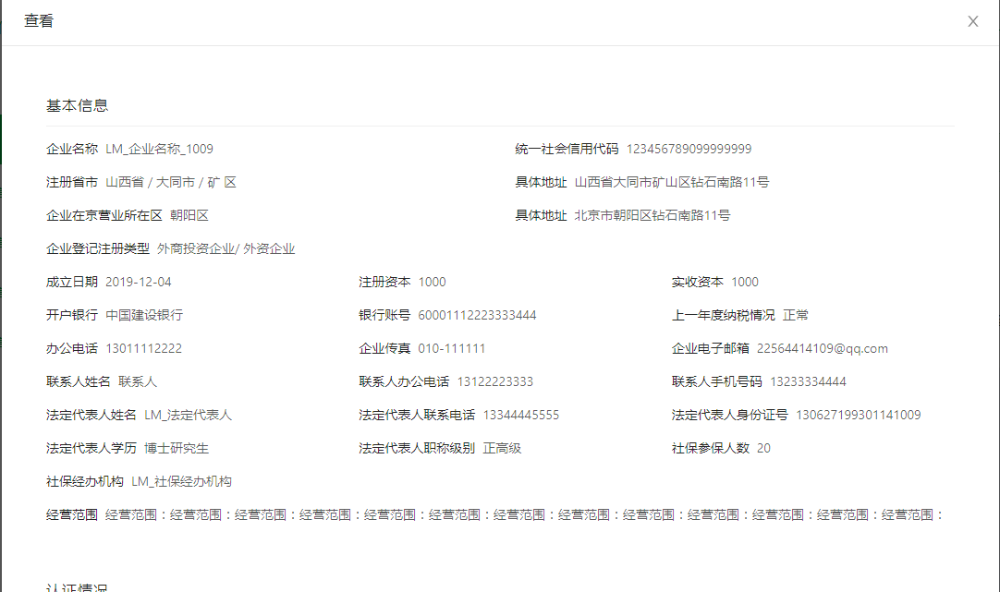 查看
基本信息
企业名称 LM_企业名称_1009 统一社会信用代码 123456789099999999
注册省市 山西省 / 大同市 / 矿 区 具体地址 山西省大同市矿山区钻石南路11号
企业在京营业所在区 朝阳区 具体地址 北京市朝阳区钻石南路11号
企业登记注册类型 外商投资企业/ 外资企业
成立日期 2019-12-04 注册资本 1000 实收资本 1000
开户银行 中国建设银行 银行账号 60001112223333444 上一年度纳税情况 正常
办公电话 13011112222 企业传真 010-111111 企业电子邮箱 22564414109@qq.com
联系人姓名 联系人 联系人办公电话 13122223333 联系人手机号码 13233334444
法定代表人姓名 LM_法定代表人 法定代表人联系电话 13344445555 法定代表人身份证号 130627199301141009
法定代表人学历 博士研究生 法定代表人职称级别 正高级 社保参保人数 20
社保经办机构 LM_社保经办机构
经营范围 经营范围：经营范围：经营范围：经营范围：经营范围：经营范围：经营范围：经营范围：经营范围：经营范围：经营范围：经营范围：经营范围：
认证情况